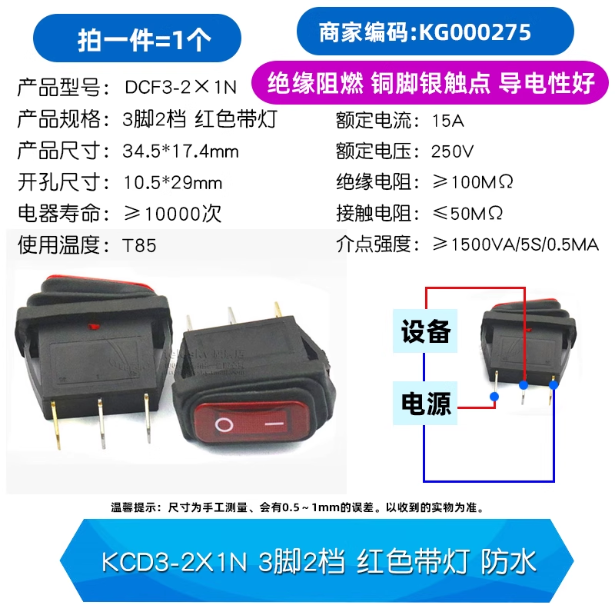 拍一件=1个
商家编码:KG000275
绝缘阻燃 铜脚银触点 导电性好
产品型号： DCF3-2×1N
产品规格：3脚2档 红色带灯
产品尺寸：34.5*17.4mm
开孔尺寸：10.5*29mm
电器寿命：≥10000次
使用温度：T85
额定电流：15A
额定电压：250V
绝缘电阻：≥100MΩ
接触电阻：≤50MΩ
介点强度：≥1500VA/5S/0.5MA
设备
电源
温馨提示：尺寸为手工测量、会有0.5~1mm的误差。以收到的实物为准。
KCD3-2X1N 3脚2档 红色带灯 防水